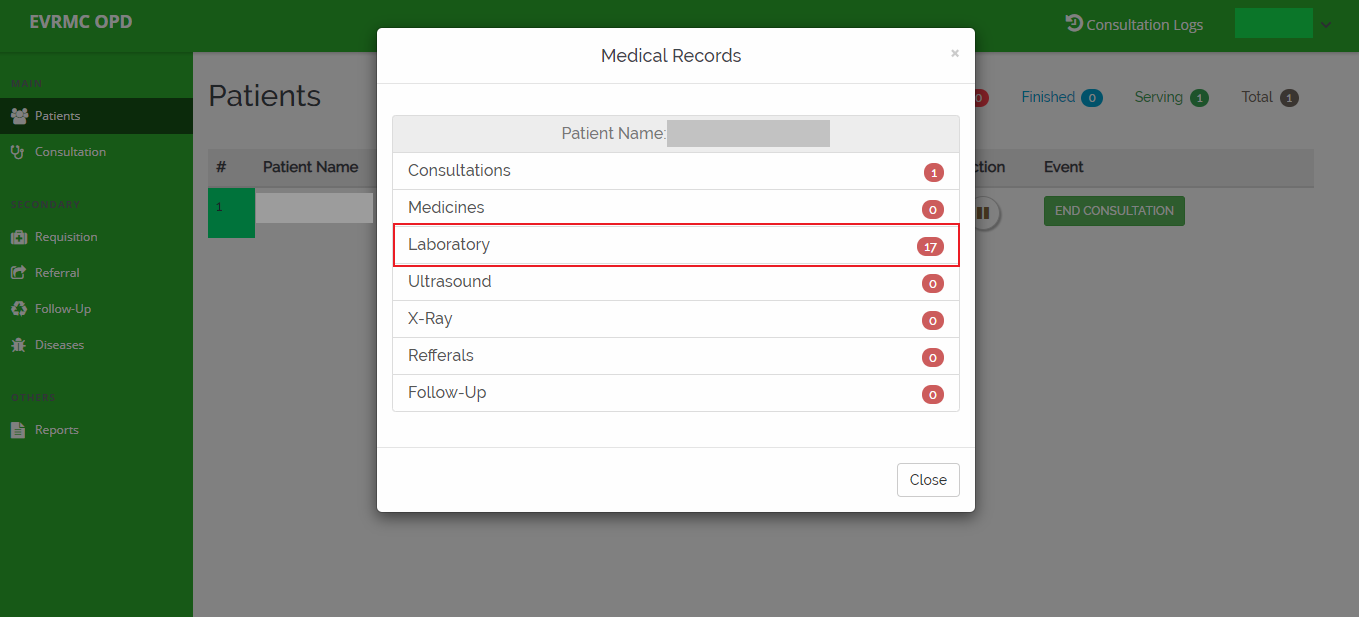 EVRMC OPD
Consultation Logs
MAIN
Patients
Consultation
SECONDARY
Requisition
Referral
Follow-Up
Diseases
OTHERS
Reports
Patients
0
Finished 0
Serving 1
Total 1
# Patient Name
Event
1
END CONSULTATION
Medical Records
×
Patient Name:
Consultations 1
Medicines 0
Laboratory 17
Ultrasound 0
X-Ray 0
Refferals 0
Follow-Up 0
Close